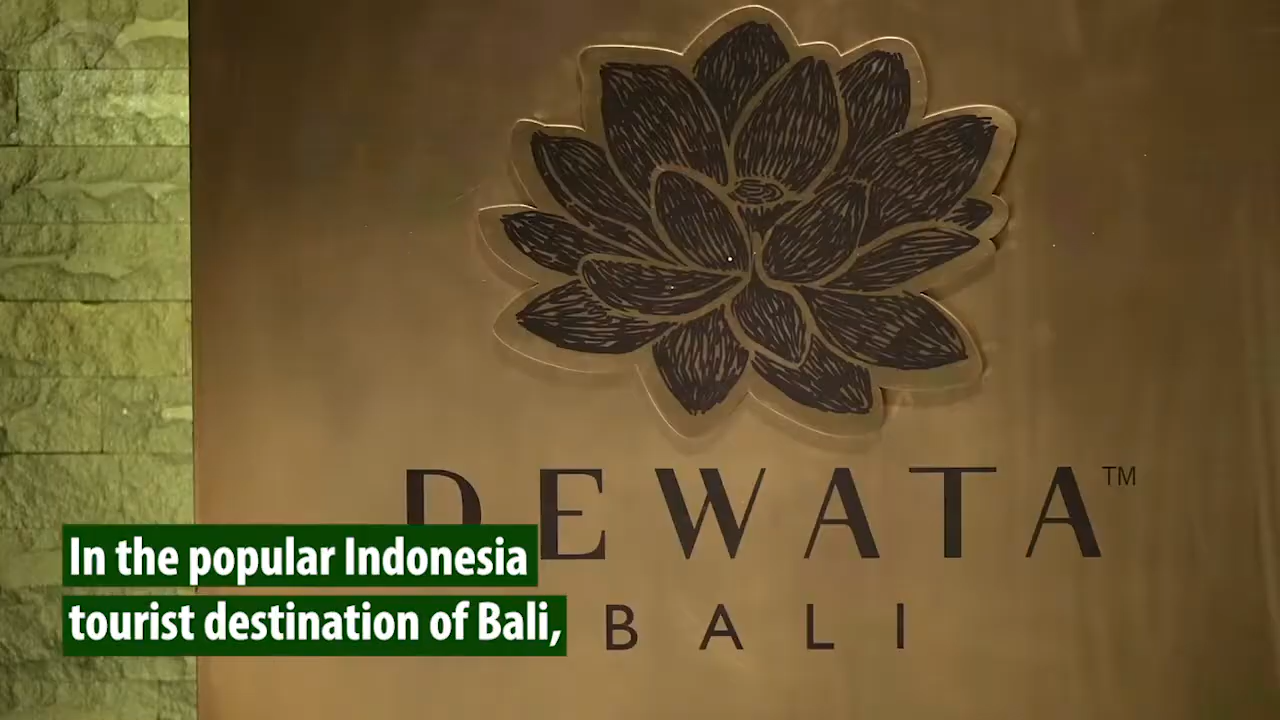 DEWATA™
BALI
In the popular Indonesia
tourist destination of Bali,